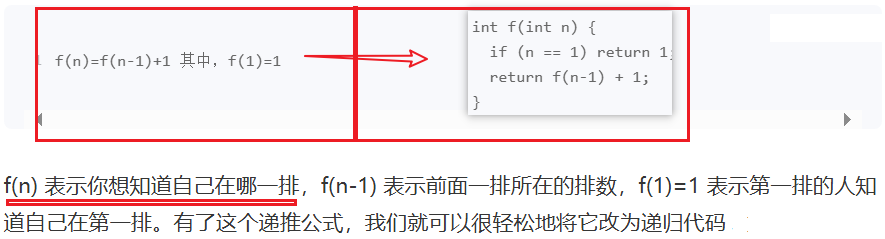 int f(int n) {
if (n == 1) return 1;
f(n)=f(n-1)+1 其中，f(1)=1
return f(n-1) + 1;
}
f(n) 表示你想知道自己在哪一排，f(n-1) 表示前面一排所在的排数，f(1)=1 表示第一排的人知
道自己在第一排。有了这个递推公式，我们就可以很轻松地将它改为递归代码